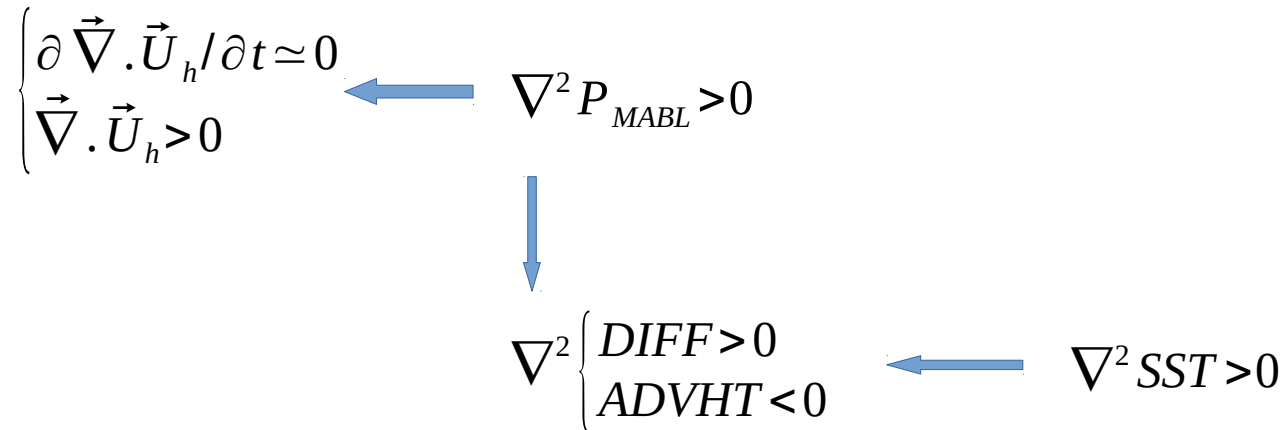 ∂ ∇⃗ . U⃗_h / ∂ t ≃ 0
∇⃗ . U⃗_h > 0
∇² P_MABL > 0
∇² { DIFF > 0
ADVHT < 0
∇² SST > 0